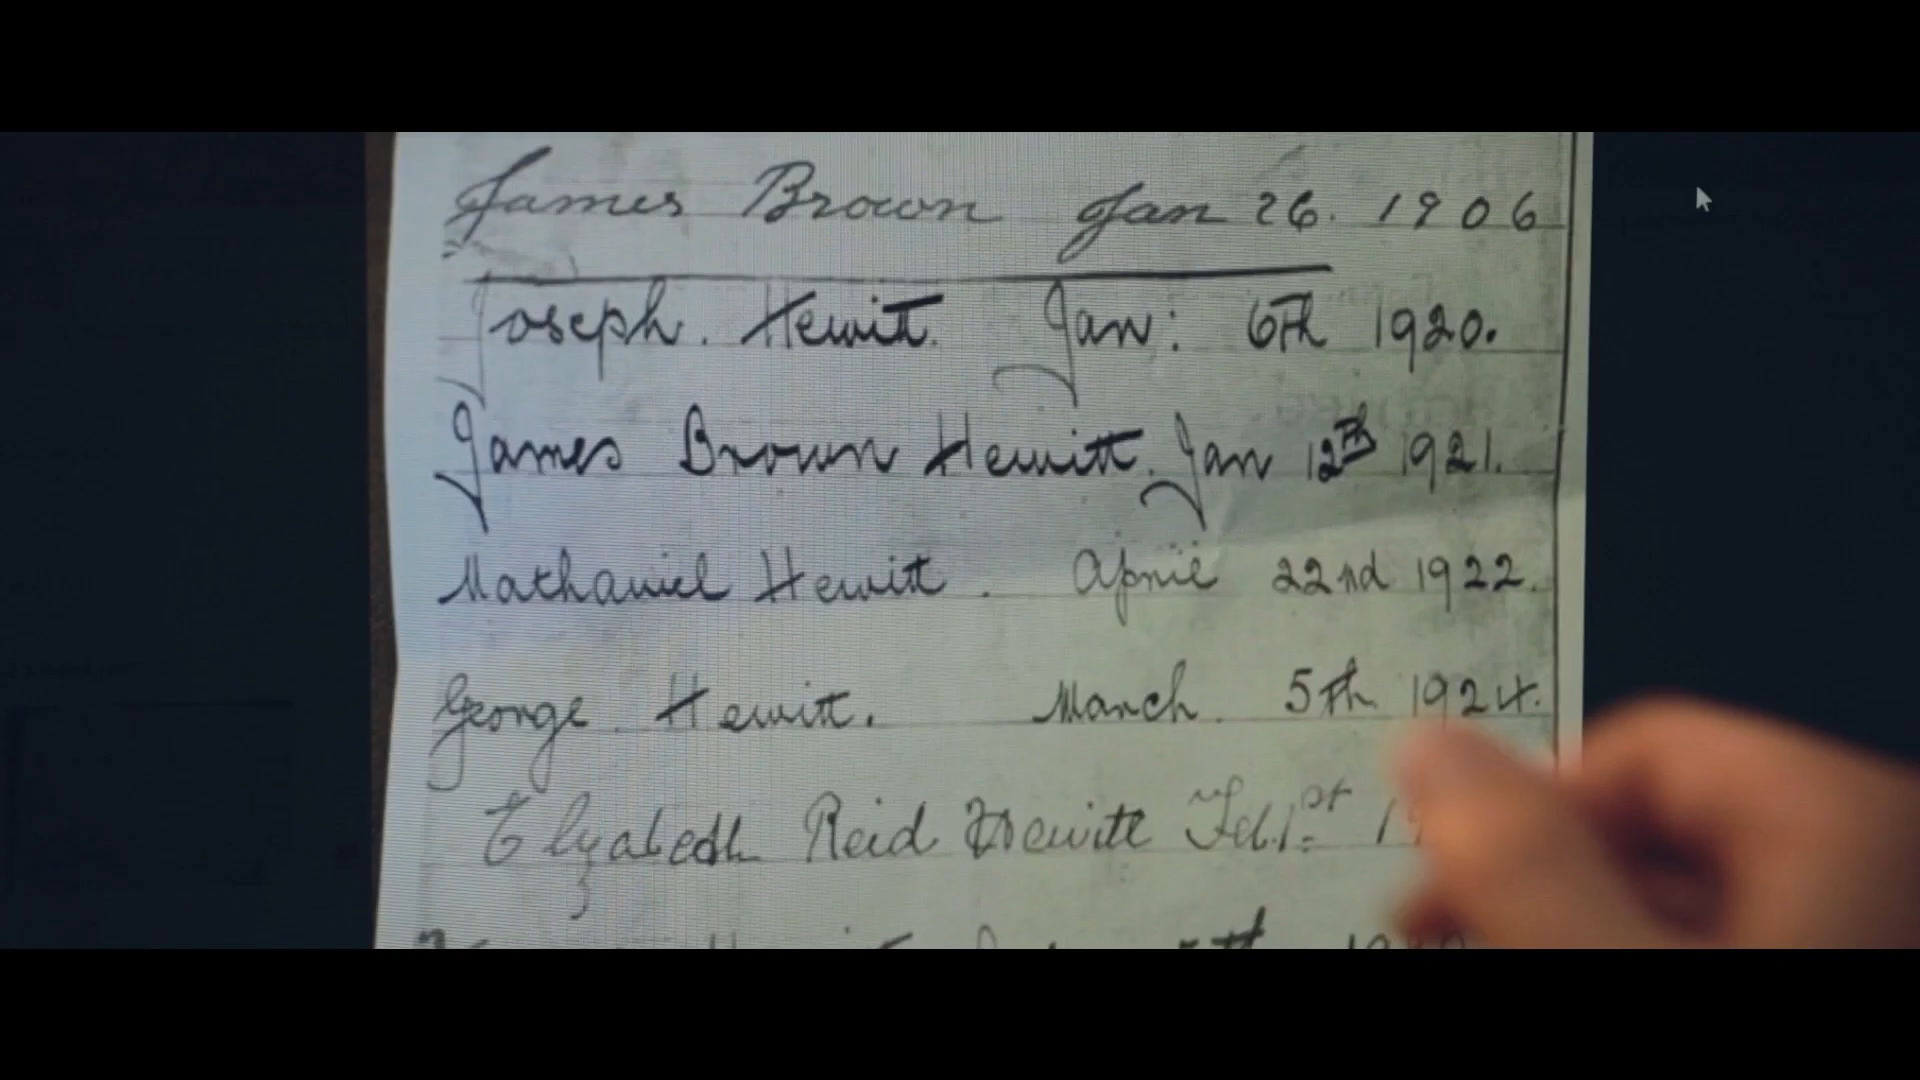 James Brown Jan 26. 1906
Joseph. Hewitt. Jan: 6th 1920.
James Brown Hewitt. Jan 12th 1921.
Nathaniel Hewitt. April 22nd 1922.
George Hewitt. March 5th 1924.
Elyabeth Reid Hewitt Feb. 1st